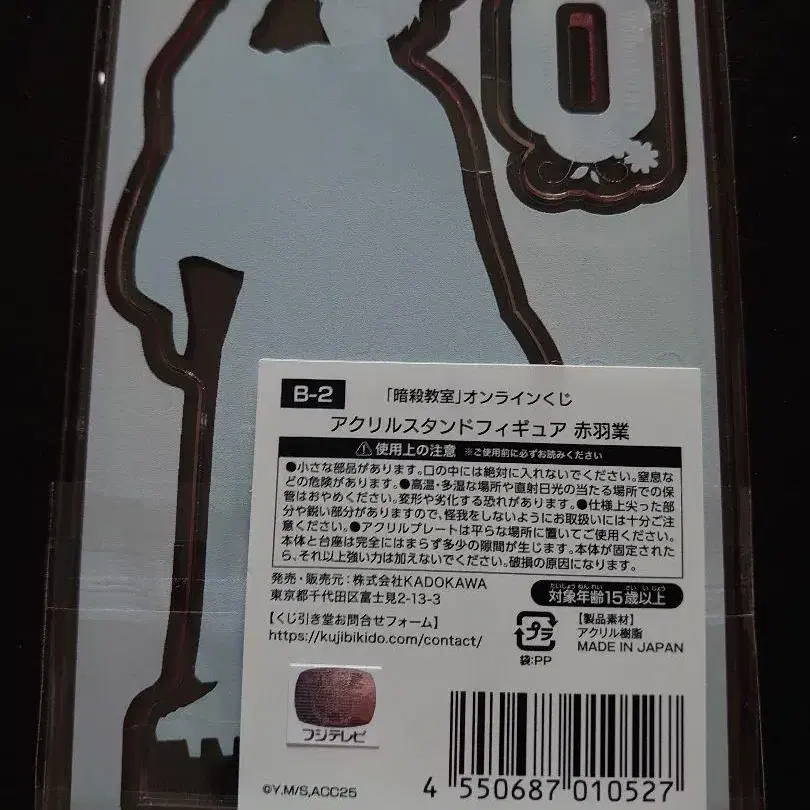 B-2
「暗殺教室」オンラインくじ
アクリルスタンドフィギュア 赤羽業
使用上の注意 ※ご使用前に必ずお読みください
●小さな部品があります。口の中には絶対に入れないでください。窒息な
どの危険があります。●高温・多湿な場所や直射日光の当たる場所での保
管はおやめください。変形や劣化する恐れがあります。●仕様上尖った部
分や鋭い部分がありますので、怪我をしないようにお取扱いには十分ご注
意ください。●アクリルプレートは平らな場所に置いてご使用ください。
本体と台座は完全にはまらず多少の隙間が生じます。本体が固定された
ら、それ以上強い力は加えないでください。破損の原因になります。
発売・販売元:株式会社KADOKAWA
東京都千代田区富士見2-13-3
たいしょうねんれい さいいじょう
対象年齢15歳以上
【くじ引き堂お問合せフォーム】
https://kujibikido.com/contact/
プラ
袋:PP
【製品素材】
アクリル樹脂
MADE IN JAPAN
フジテレビ
©Y.M/S,ACC25
4 550687 010527